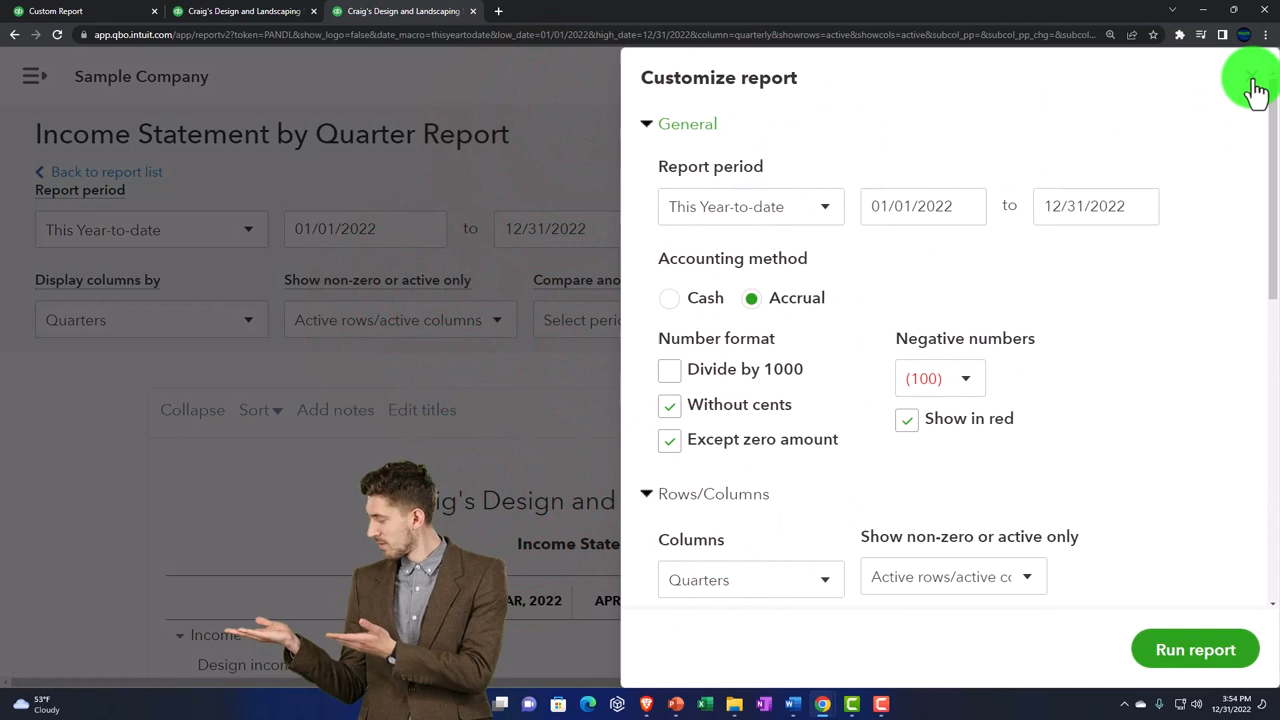 Current Report
Craig's Design and Landscaping
Craig's Design and Landscaping
app.qbo.intuit.com/app/reportv2?token=PANDL&show_logo=false&date_macro=thisyeartodate&low_date=01/01/2022&high_date=12/31/2022&column=quarterly&showrows=active&showcols=active&subcol_pp=&subcol_pp_chg=&subcol...
Sample Company
Customize report
General
Income Statement by Quarter Report
Back to report list
Report period
Report period
This Year-to-date
01/01/2022
to
12/31/2022
This Year-to-date
01/01/2022
to
12/31/2022
Accounting method
Display columns by
Show non-zero or active only
Compare ano
Cash
Accrual
Quarters
Active rows/active columns
Select peri
Number format
Negative numbers
Divide by 1000
(100)
Without cents
Show in red
Except zero amount
Collapse
Sort
Add notes
Edit titles
Rows/Columns
ig's Design and
Columns
Show non-zero or active only
Income State
Quarters
Active rows/active co
AR, 2022
APR
Income
Design inco
Run report
53°F
Cloudy
3:54 PM
12/31/2022